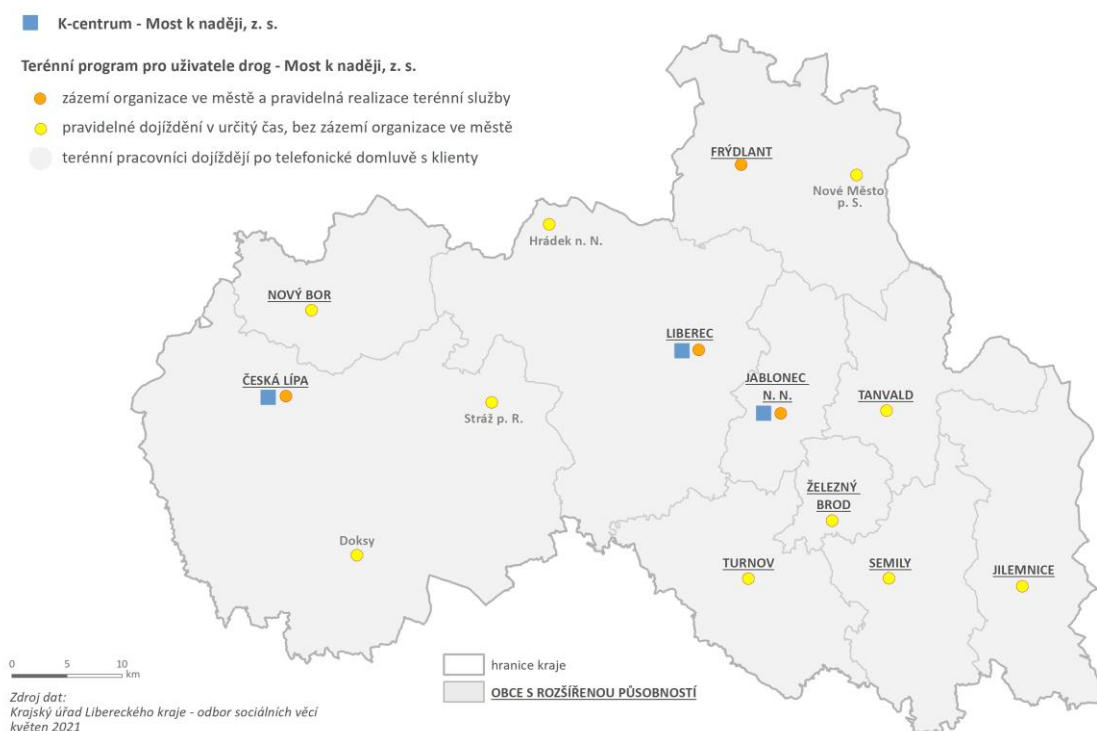 K-centrum - Most k naději, z. s.
Terénní program pro uživatele drog - Most k naději, z. s.
zázemí organizace ve městě a pravidelná realizace terénní služby
pravidelné dojíždění v určitý čas, bez zázemí organizace ve městě
terénní pracovníci dojíždějí po telefonické domluvě s klienty
FRÝDLANT
Nové Město
p. S.
Hrádek n. N.
NOVÝ BOR
LIBEREC
ČESKÁ LÍPA
JABLONEC
N. N.
TANVALD
Stráž p. R.
ŽELEZNÝ
BROD
Doksy
TURNOV
SEMILY
JILEMNICE
0 5 10
km
hranice kraje
OBCE S ROZŠÍŘENOU PŮSOBNOSTÍ
Zdroj dat:
Krajský úřad Libereckého kraje - odbor sociálních věcí
květen 2021